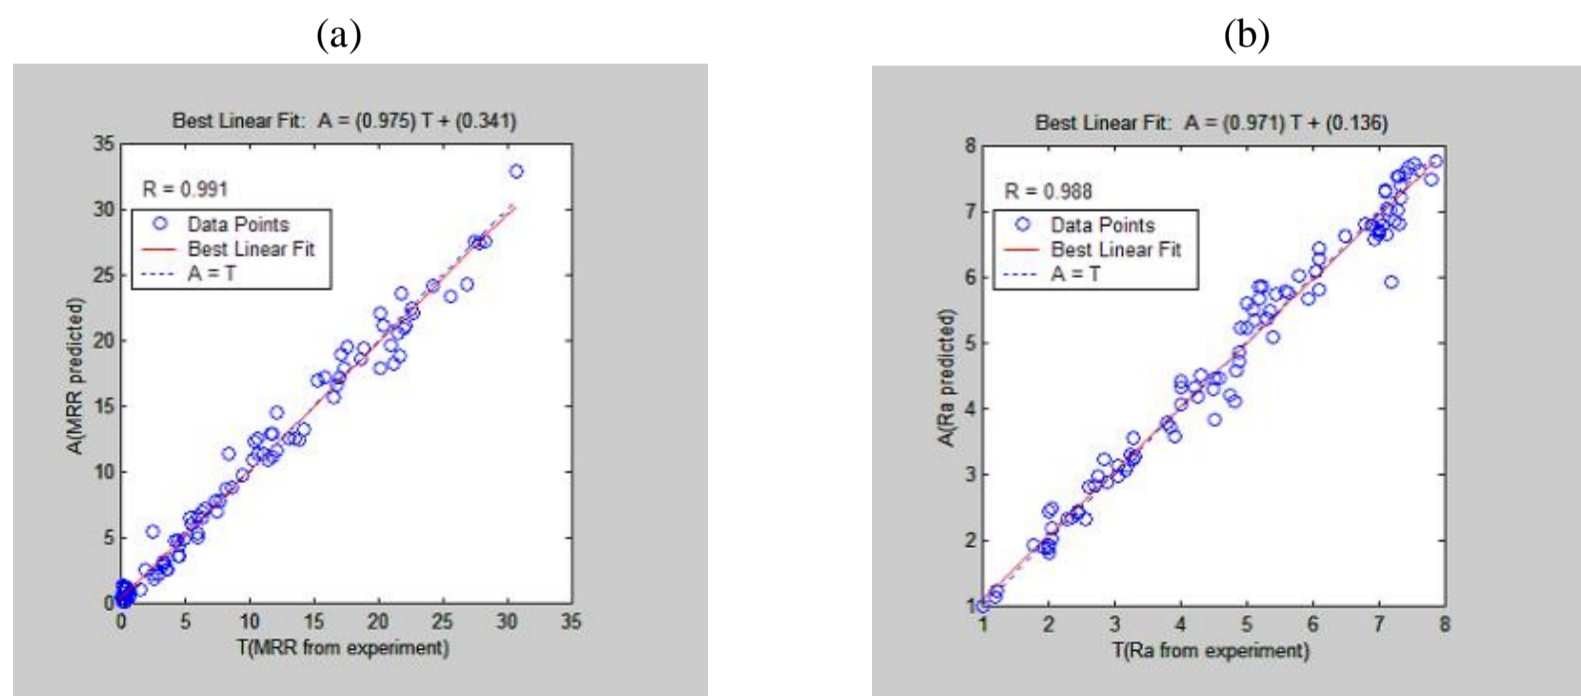 (a)
Best Linear Fit: A = (0.975) T + (0.341)
R = 0.991
Data Points
Best Linear Fit
A = T
35
30
25
20
15
10
5
0
0 5 10 15 20 25 30 35
A(MRR predicted)
T(MRR from experiment)
(b)
Best Linear Fit: A = (0.971) T + (0.136)
R = 0.988
Data Points
Best Linear Fit
A = T
8
7
6
5
4
3
2
1
1 2 3 4 5 6 7 8
A(Ra predicted)
T(Ra from experiment)